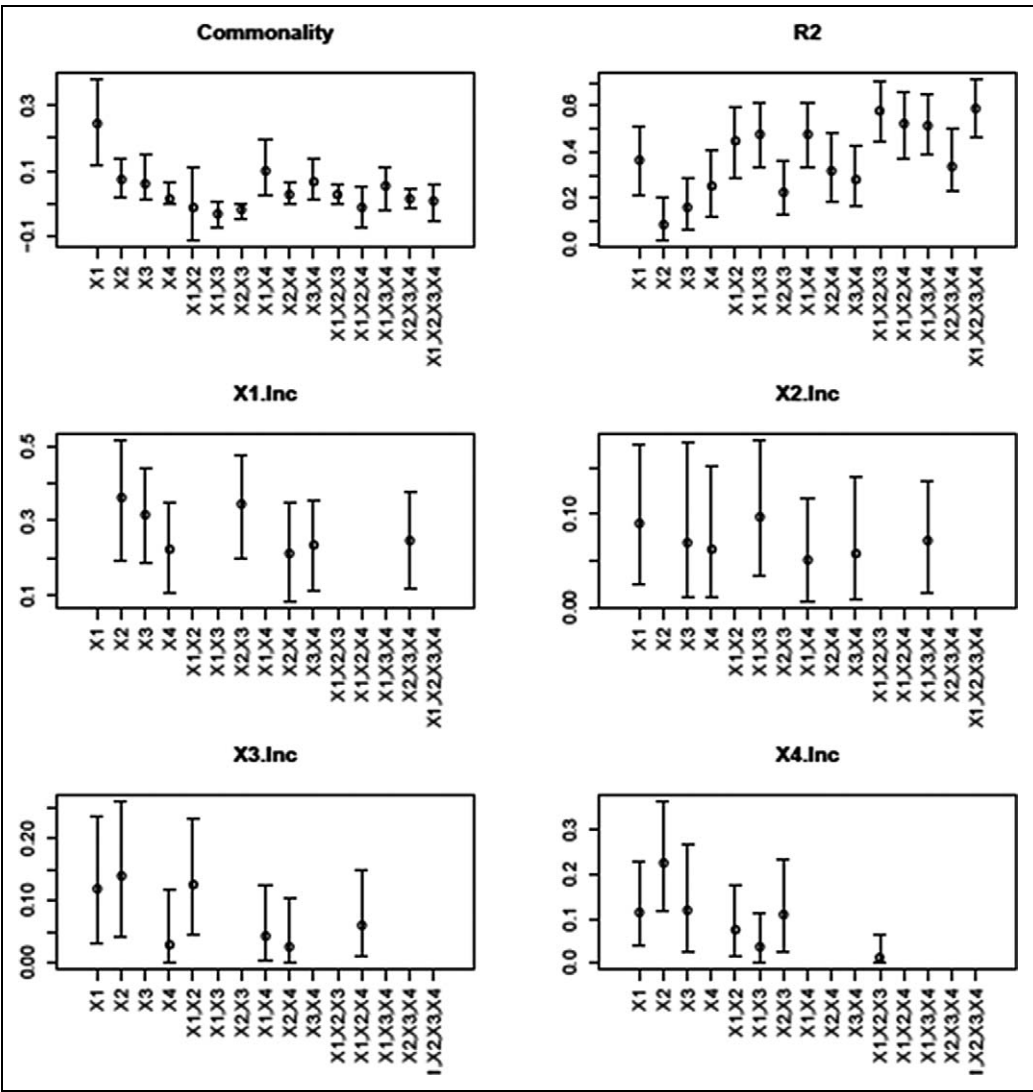 Commonality
0.3
0.1
−0.1
X1
X2
X3
X4
X1,X2
X1,X3
X2,X3
X1,X4
X2,X4
X3,X4
X1,X2,X3
X1,X2,X4
X1,X3,X4
X2,X3,X4
X1,X2,X3,X4
R2
0.6
0.4
0.2
0.0
X1
X2
X3
X4
X1,X2
X1,X3
X2,X3
X1,X4
X2,X4
X3,X4
X1,X2,X3
X1,X2,X4
X1,X3,X4
X2,X3,X4
X1,X2,X3,X4
X1.Inc
0.5
0.3
0.1
X1
X2
X3
X4
X1,X2
X1,X3
X2,X3
X1,X4
X2,X4
X3,X4
X1,X2,X3
X1,X2,X4
X1,X3,X4
X2,X3,X4
X1,X2,X3,X4
X2.Inc
0.10
0.00
X1
X2
X3
X4
X1,X2
X1,X3
X2,X3
X1,X4
X2,X4
X3,X4
X1,X2,X3
X1,X2,X4
X1,X3,X4
X2,X3,X4
X1,X2,X3,X4
X3.Inc
0.20
0.10
0.00
X1
X2
X3
X4
X1,X2
X1,X3
X2,X3
X1,X4
X2,X4
X3,X4
X1,X2,X3
X1,X2,X4
X1,X3,X4
X2,X3,X4
X1,X2,X3,X4
X4.Inc
0.3
0.2
0.1
0.0
X1
X2
X3
X4
X1,X2
X1,X3
X2,X3
X1,X4
X2,X4
X3,X4
X1,X2,X3
X1,X2,X4
X1,X3,X4
X2,X3,X4
I,X2,X3,X4